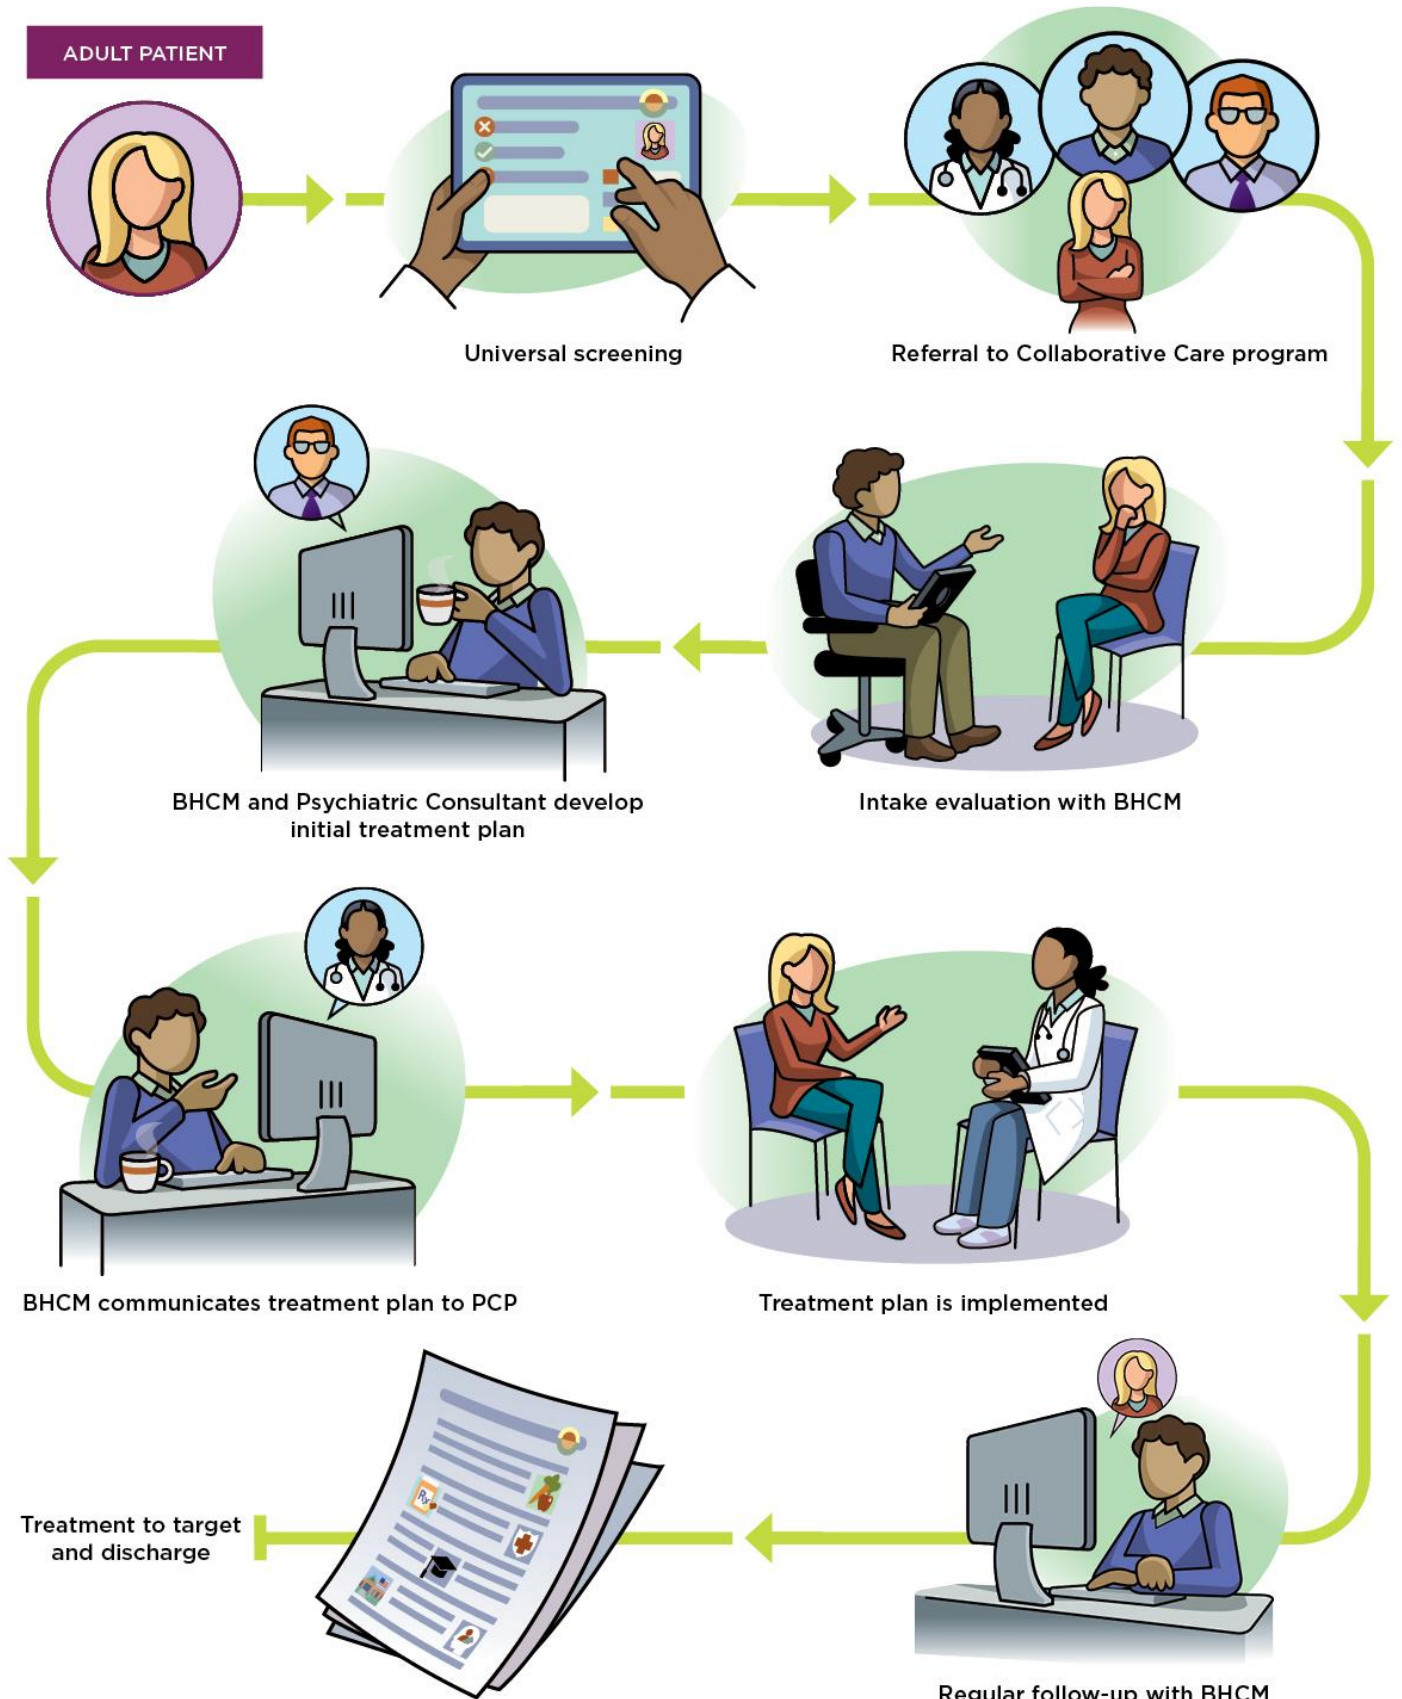 ADULT PATIENT
Universal screening
Referral to Collaborative Care program
BHCM and Psychiatric Consultant develop
initial treatment plan
Intake evaluation with BHCM
BHCM communicates treatment plan to PCP
Treatment plan is implemented
Rx
Treatment to target
and discharge
Regular follow-up with BHCM